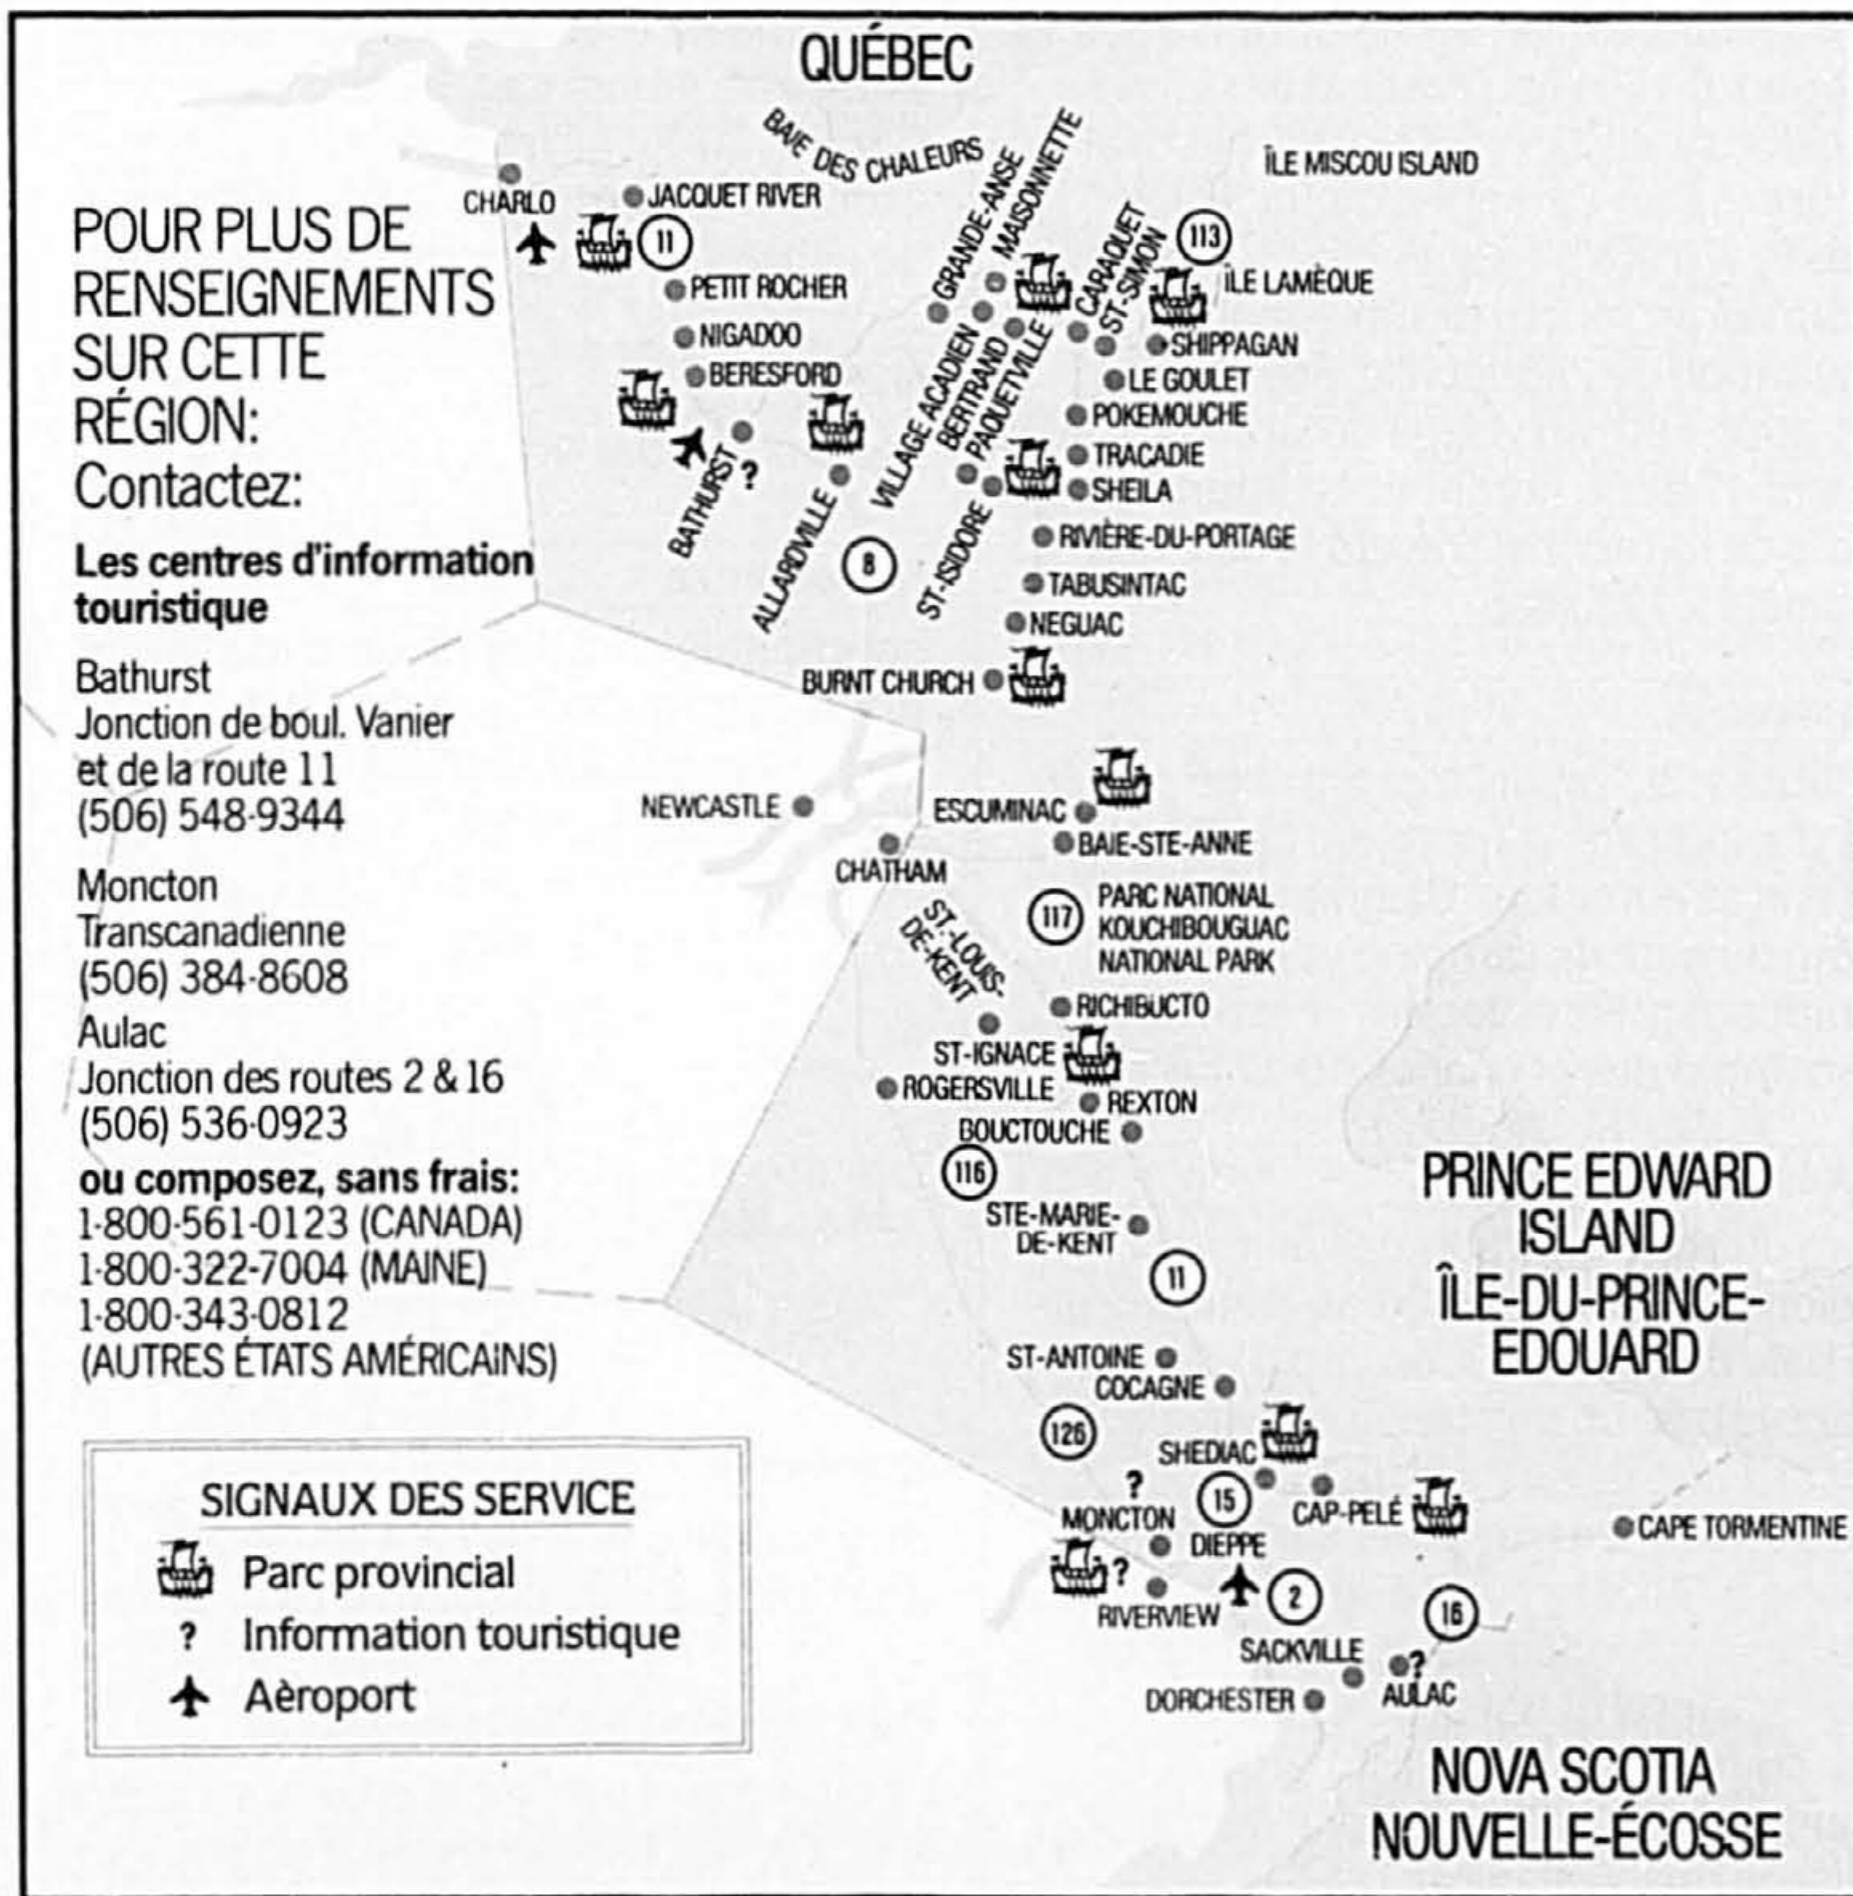 QUÉBEC
BAIE DES CHALEURS
ÎLE MISCOU ISLAND
CHARLO
JACQUET RIVER
11
PETIT ROCHER
NIGADOO
BERESFORD
BATHURST
?
ALLARDVILLE
8
GRANDE-ANSE
MAISONNETTE
VILLAGE ACADIEN
BERTRAND
PAQUETVILLE
ST-ISIDORE
CARAQUET
ST-SIMON
113
ÎLE LAMÈQUE
SHIPPAGAN
LE GOULET
POKEMOUCHE
TRACADIE
SHEILA
RIVIÈRE-DU-PORTAGE
TABUSINTAC
NEGUAC
BURNT CHURCH
NEWCASTLE
CHATHAM
ESCUMINAC
BAIE-STE-ANNE
117
PARC NATIONAL
KOUCHIBOUGUAC
NATIONAL PARK
ST.-LOUIS-
DE-KENT
RICHIBUCTO
ST-IGNACE
ROGERSVILLE
REXTON
BOUCTOUCHE
116
STE-MARIE-
DE-KENT
11
ST-ANTOINE
COCAGNE
126
SHEDIAC
?
MONCTON
15
DIEPPE
CAP-PELÉ
CAPE TORMENTINE
?
RIVERVIEW
2
16
SACKVILLE
?
AULAC
DORCHESTER
PRINCE EDWARD
ISLAND
ÎLE-DU-PRINCE-
EDOUARD
NOVA SCOTIA
NOUVELLE-ÉCOSSE
POUR PLUS DE
RENSEIGNEMENTS
SUR CETTE
RÉGION:
Contactez:
Les centres d'information
touristique
Bathurst
Jonction de boul. Vanier
et de la route 11
(506) 548-9344
Moncton
Transcanadienne
(506) 384-8608
Aulac
Jonction des routes 2 & 16
(506) 536-0923
ou composez, sans frais:
1-800-561-0123 (CANADA)
1-800-322-7004 (MAINE)
1-800-343-0812
(AUTRES ÉTATS AMÉRICAiNS)
SIGNAUX DES SERVICE
Parc provincial
? Information touristique
Aèroport